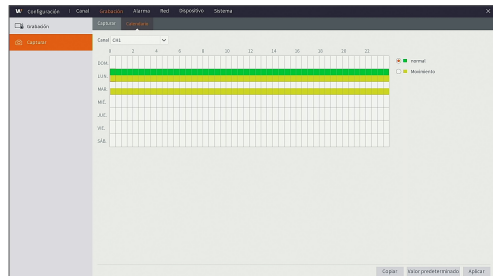 W Configuración Canal Grabación Alarma Red Dispositivo Sistema ×
Grabación
Capturar
Capturar
Canal CH1
0 2 4 6 8 10 12 14 16 18 20 22
DOM.
LUN.
MAR.
MIÉ.
JUE.
VIE.
SÁB.
normal
Movimiento
Copiar Valor predeterminado Aplicar